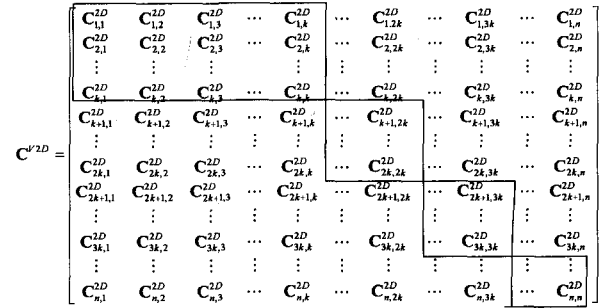 C^{2D}_{1,1} C^{2D}_{1,2} C^{2D}_{1,3} ⋯ C^{2D}_{1,k} ⋯ C^{2D}_{1.2k} ⋯ C^{2D}_{1,3k} ⋯ C^{2D}_{1,n}
C^{2D}_{2,1} C^{2D}_{2,2} C^{2D}_{2,3} ⋯ C^{2D}_{2,k} ⋯ C^{2D}_{2,2k} ⋯ C^{2D}_{2,3k} ⋯ C^{2D}_{2,n}
⋮ ⋮ ⋮ ⋮ ⋮ ⋮ ⋮ ⋮ ⋮ ⋮
C^{2D}_{k,1} C^{2D}_{k,2} C^{2D}_{k,3} ⋯ C^{2D}_{k,k} ⋯ C^{2D}_{k,2k} ⋯ C^{2D}_{k,3k} ⋯ C^{2D}_{k,n}
C^{2D}_{k+1,1} C^{2D}_{k+1,2} C^{2D}_{k+1,3} ⋯ C^{2D}_{k+1,k} ⋯ C^{2D}_{k+1,2k} ⋯ C^{2D}_{k+1,3k} ⋯ C^{2D}_{k+1,n}
⋮ ⋮ ⋮ ⋮ ⋮ ⋮ ⋮ ⋮ ⋮ ⋮
C^{V2D} =
C^{2D}_{2k,1} C^{2D}_{2k,2} C^{2D}_{2k,3} ⋯ C^{2D}_{2k,k} ⋯ C^{2D}_{2k,2k} ⋯ C^{2D}_{2k,3k} ⋯ C^{2D}_{2k,n}
C^{2D}_{2k+1,1} C^{2D}_{2k+1,2} C^{2D}_{2k+1,3} ⋯ C^{2D}_{2k+1,k} ⋯ C^{2D}_{2k+1,2k} ⋯ C^{2D}_{2k+1,3k} ⋯ C^{2D}_{2k+1,n}
⋮ ⋮ ⋮ ⋮ ⋮ ⋮ ⋮ ⋮ ⋮ ⋮
C^{2D}_{3k,1} C^{2D}_{3k,2} C^{2D}_{3k,3} ⋯ C^{2D}_{3k,k} ⋯ C^{2D}_{3k,2k} ⋯ C^{2D}_{3k,3k} ⋯ C^{2D}_{3k,n}
⋮ ⋮ ⋮ ⋮ ⋮ ⋮ ⋮ ⋮ ⋮ ⋮
C^{2D}_{n,1} C^{2D}_{n,2} C^{2D}_{n,3} ⋯ C^{2D}_{n,k} ⋯ C^{2D}_{n,2k} ⋯ C^{2D}_{n,3k} ⋯ C^{2D}_{n,n}